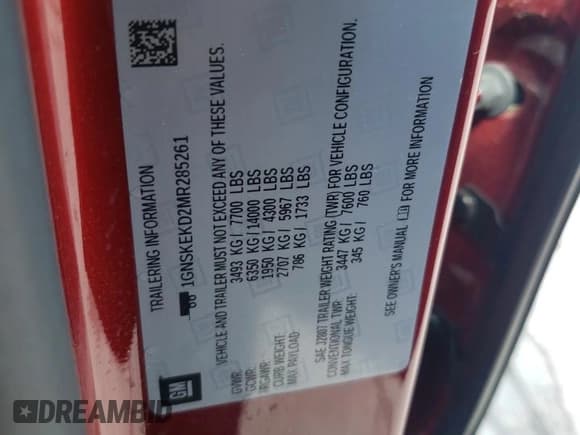 TRAILERING INFORMATION
1GNSKEKD2MR285261
VEHICLE AND TRAILER MUST NOT EXCEED ANY OF THESE VALUES.
GVWR: 3493 KG / 7700 LBS
GCWR: 6350 KG / 14000 LBS
RGAWR: 1950 KG / 4300 LBS
CURB WEIGHT: 2707 KG / 5967 LBS
MAX PAYLOAD: 786 KG / 1733 LBS
SAE J2807 TRAILER WEIGHT RATING (TWR) FOR VEHICLE CONFIGURATION.
CONVENTIONAL TWR: 3447 KG / 7600 LBS
MAX TONGUE WEIGHT: 345 KG / 760 LBS
SEE OWNER'S MANUAL FOR MORE INFORMATION
GM
DREAMBID